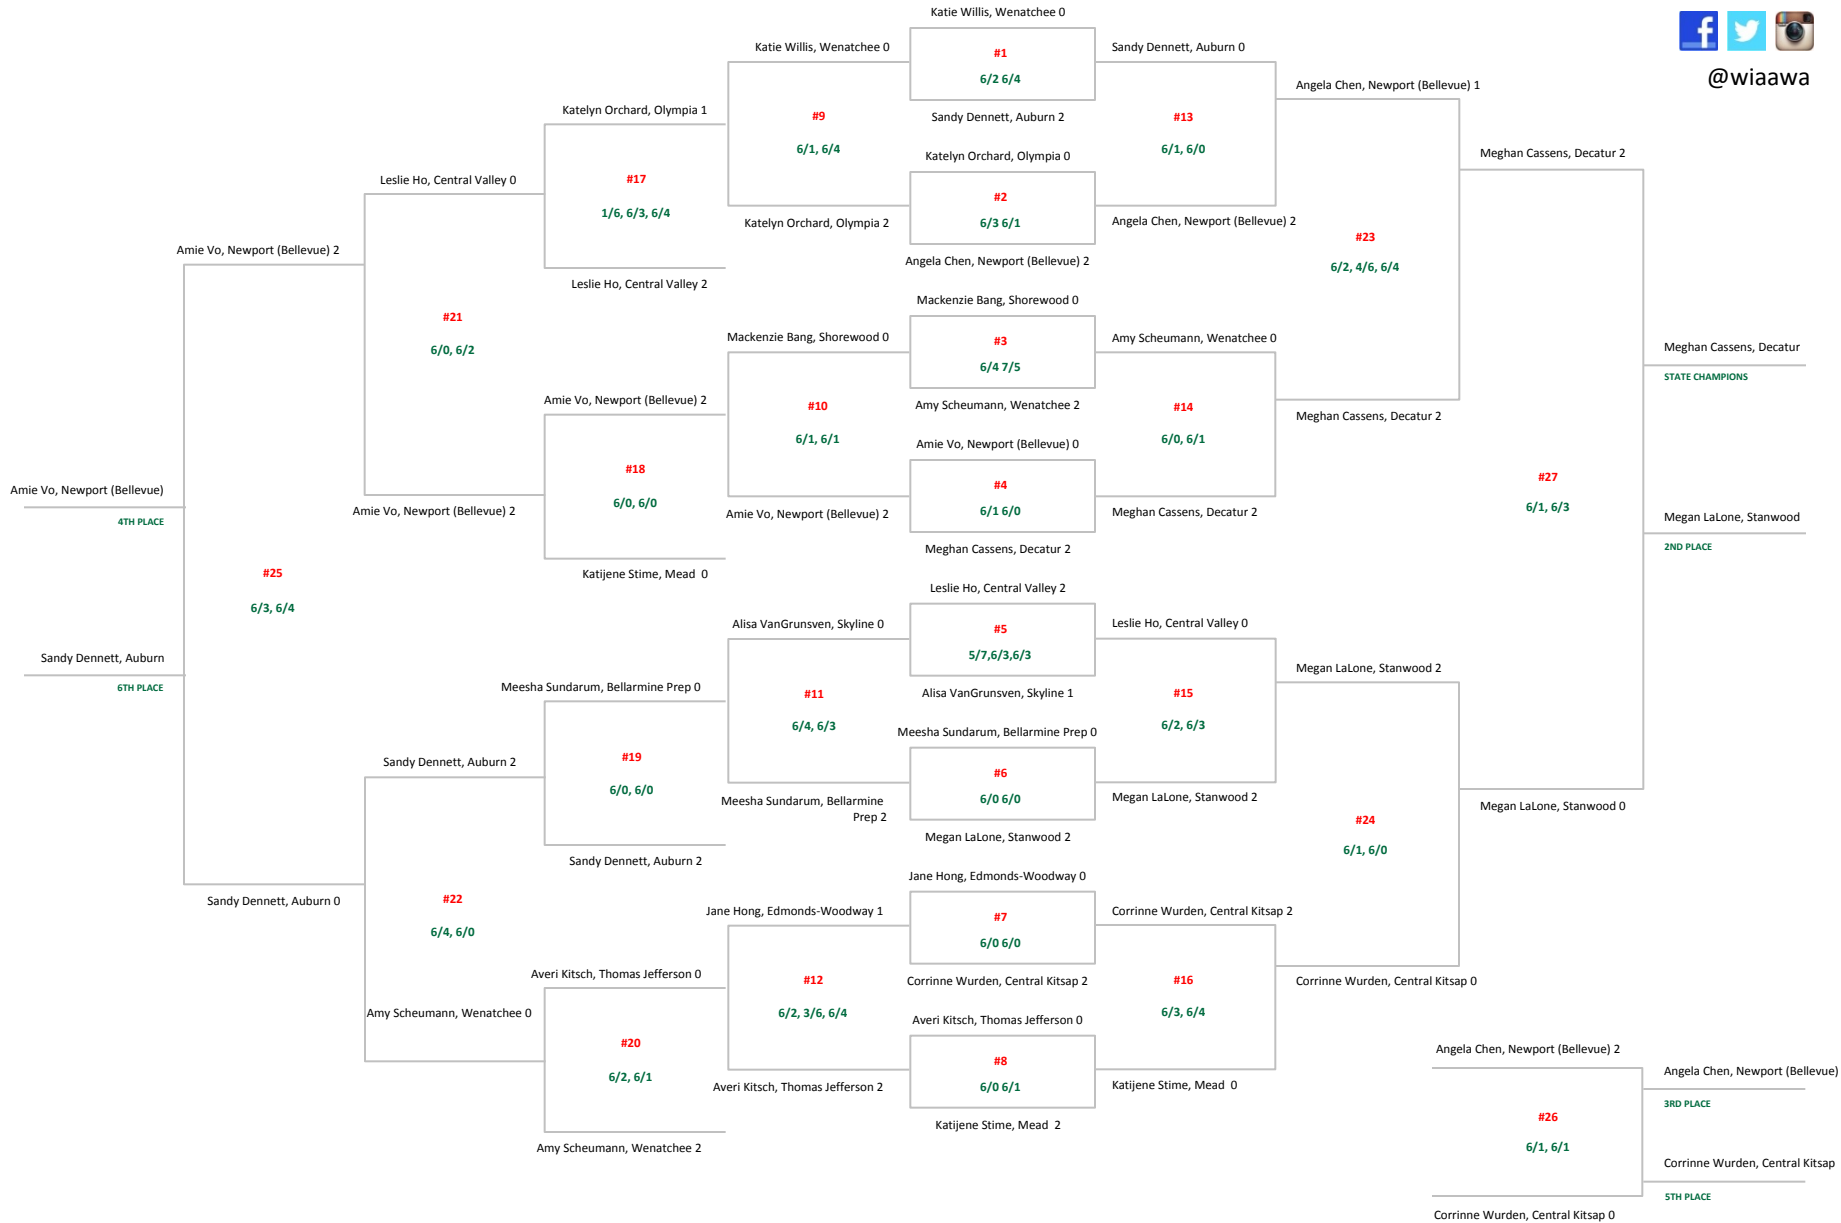 Katie Willis, Wenatchee 0
@wiaawa
Katie Willis, Wenatchee 0
#1
6/2 6/4
Sandy Dennett, Auburn 0
Angela Chen, Newport (Bellevue) 1
Katelyn Orchard, Olympia 1
#9
6/1, 6/4
Sandy Dennett, Auburn 2
#13
6/1, 6/0
Katelyn Orchard, Olympia 0
Meghan Cassens, Decatur 2
Leslie Ho, Central Valley 0
#17
1/6, 6/3, 6/4
#2
6/3 6/1
Katelyn Orchard, Olympia 2
Angela Chen, Newport (Bellevue) 2
Amie Vo, Newport (Bellevue) 2
Angela Chen, Newport (Bellevue) 2
#23
6/2, 4/6, 6/4
Leslie Ho, Central Valley 2
Mackenzie Bang, Shorewood 0
#21
6/0, 6/2
Mackenzie Bang, Shorewood 0
#3
6/4 7/5
Amy Scheumann, Wenatchee 0
Meghan Cassens, Decatur
STATE CHAMPIONS
Amie Vo, Newport (Bellevue) 2
#10
6/1, 6/1
Amy Scheumann, Wenatchee 2
#14
6/0, 6/1
Meghan Cassens, Decatur 2
Amie Vo, Newport (Bellevue) 0
#18
6/0, 6/0
#4
6/1 6/0
#27
6/1, 6/3
Amie Vo, Newport (Bellevue)
4TH PLACE
Amie Vo, Newport (Bellevue) 2
Amie Vo, Newport (Bellevue) 2
Meghan Cassens, Decatur 2
Megan LaLone, Stanwood
2ND PLACE
Meghan Cassens, Decatur 2
#25
6/3, 6/4
Katijene Stime, Mead 0
Leslie Ho, Central Valley 2
Alisa VanGrunsven, Skyline 0
#5
5/7,6/3,6/3
Leslie Ho, Central Valley 0
Sandy Dennett, Auburn
6TH PLACE
Megan LaLone, Stanwood 2
Meesha Sundarum, Bellarmine Prep 0
#11
6/4, 6/3
Alisa VanGrunsven, Skyline 1
#15
6/2, 6/3
Meesha Sundarum, Bellarmine Prep 0
Sandy Dennett, Auburn 2
#19
6/0, 6/0
#6
6/0 6/0
Meesha Sundarum, Bellarmine
Prep 2
Megan LaLone, Stanwood 2
Megan LaLone, Stanwood 0
#24
6/1, 6/0
Megan LaLone, Stanwood 2
Sandy Dennett, Auburn 2
Jane Hong, Edmonds-Woodway 0
Sandy Dennett, Auburn 0
#22
6/4, 6/0
Jane Hong, Edmonds-Woodway 1
#7
6/0 6/0
Corrinne Wurden, Central Kitsap 2
Averi Kitsch, Thomas Jefferson 0
#12
6/2, 3/6, 6/4
Corrinne Wurden, Central Kitsap 2
#16
6/3, 6/4
Corrinne Wurden, Central Kitsap 0
Amy Scheumann, Wenatchee 0
Averi Kitsch, Thomas Jefferson 0
#20
6/2, 6/1
#8
6/0 6/1
Angela Chen, Newport (Bellevue) 2
Averi Kitsch, Thomas Jefferson 2
Katijene Stime, Mead 0
Angela Chen, Newport (Bellevue)
3RD PLACE
Katijene Stime, Mead 2
#26
6/1, 6/1
Amy Scheumann, Wenatchee 2
Corrinne Wurden, Central Kitsap
5TH PLACE
Corrinne Wurden, Central Kitsap 0